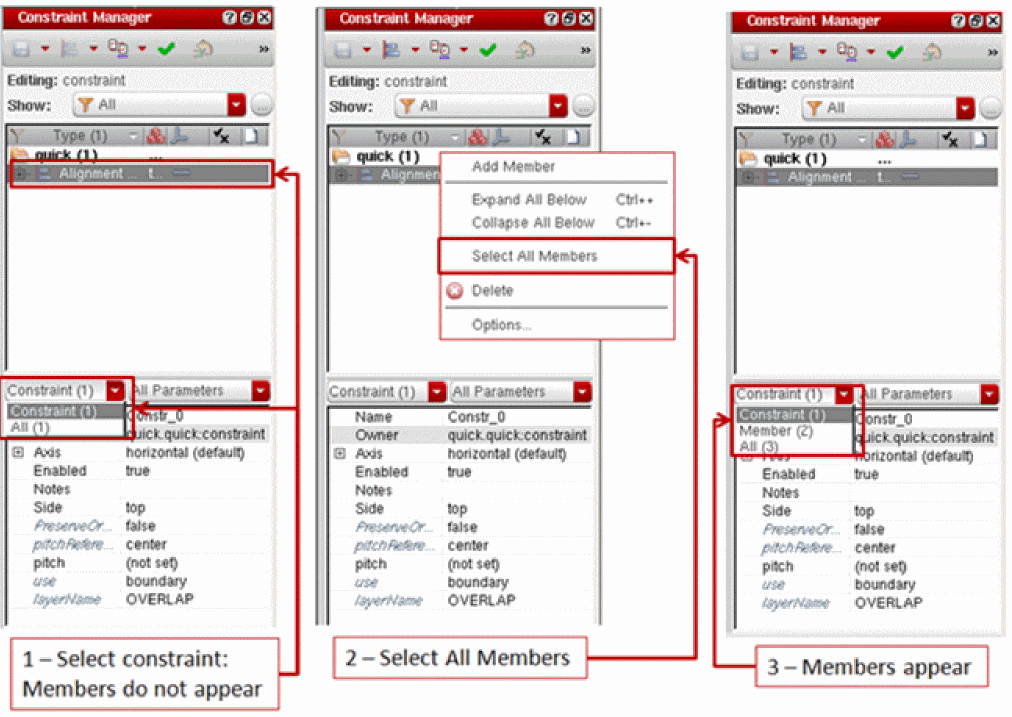 Constraint Manager
Editing: constraint
Show: All
Type (1)
quick (1) ...
Alignment ... t...
Constraint (1) All Parameters
Constraint (1)
All (1)
Constr_0
quick.quick:constraint
Axis horizontal (default)
Enabled true
Notes
Side top
PreserveOr... false
pitchRefere... center
pitch (not set)
use boundary
layerName OVERLAP
1 – Select constraint:
Members do not appear
Constraint Manager
Editing: constraint
Show: All
Type (1)
quick (1)
Alignment
Add Member
Expand All Below Ctrl++
Collapse All Below Ctrl+-
Select All Members
Delete
Options...
Constraint (1) All Parameters
Name Constr_0
Owner quick.quick:constraint
Axis horizontal (default)
Enabled true
Notes
Side top
PreserveOr... false
pitchRefere... center
pitch (not set)
use boundary
layerName OVERLAP
2 – Select All Members
Constraint Manager
Editing: constraint
Show: All
Type (1)
quick (1) ...
Alignment ... t...
Constraint (1) All Parameters
Constraint (1)
Member (2)
All (3)
Constr_0
quick.quick:constraint
Axis horizontal (default)
Enabled true
Notes
Side top
PreserveOr... false
pitchRefere... center
pitch (not set)
use boundary
layerName OVERLAP
3 – Members appear